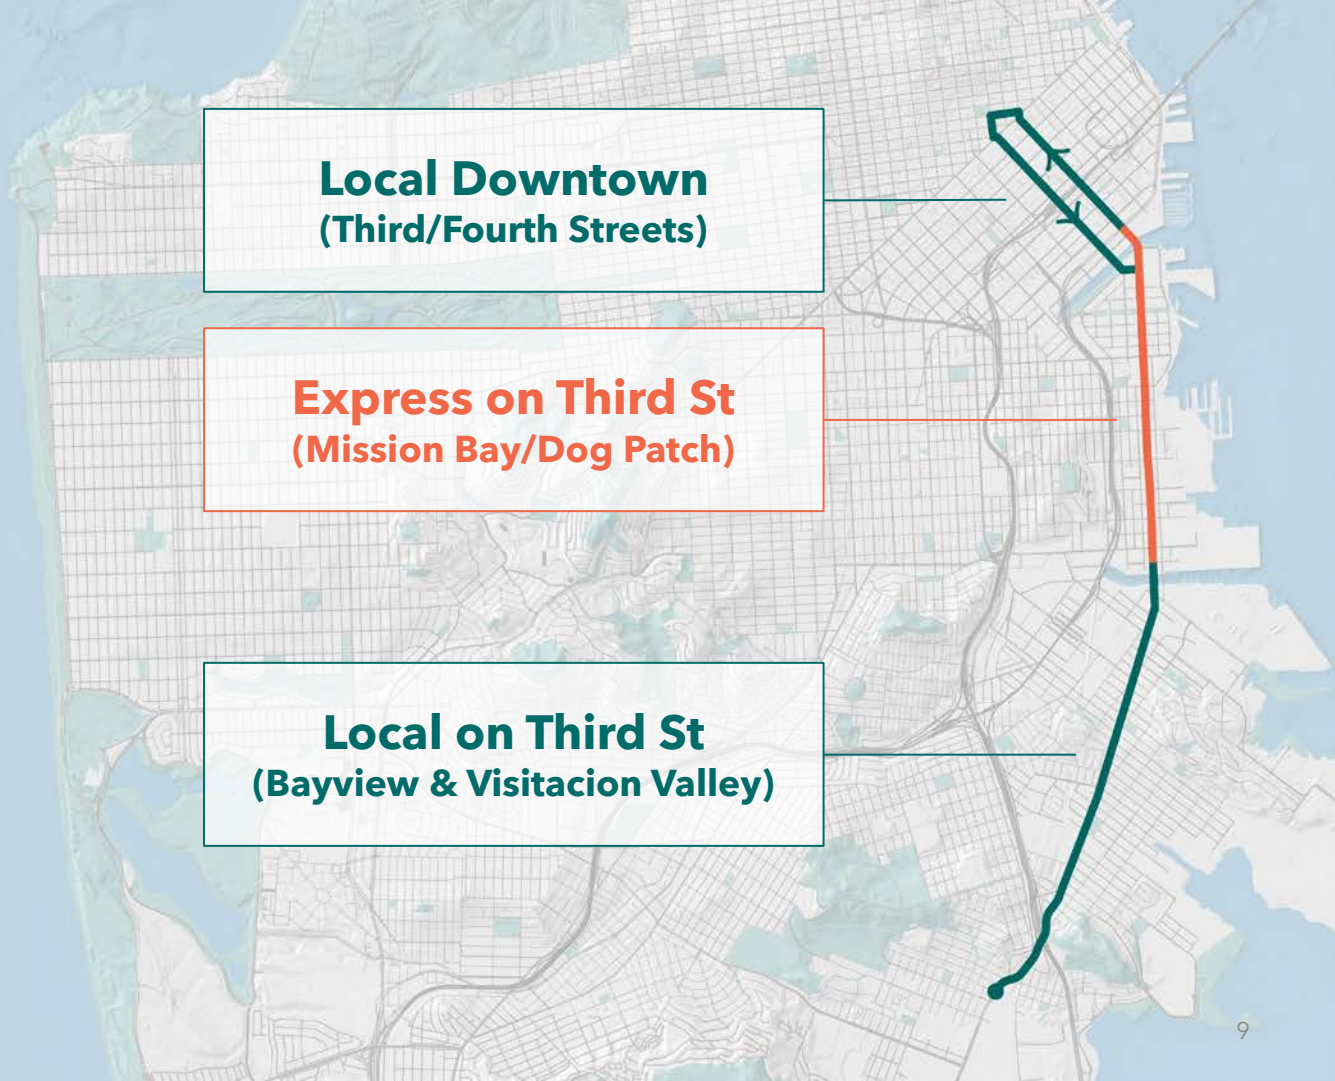 Local Downtown
(Third/Fourth Streets)
Express on Third St
(Mission Bay/Dog Patch)
Local on Third St
(Bayview & Visitacion Valley)
9